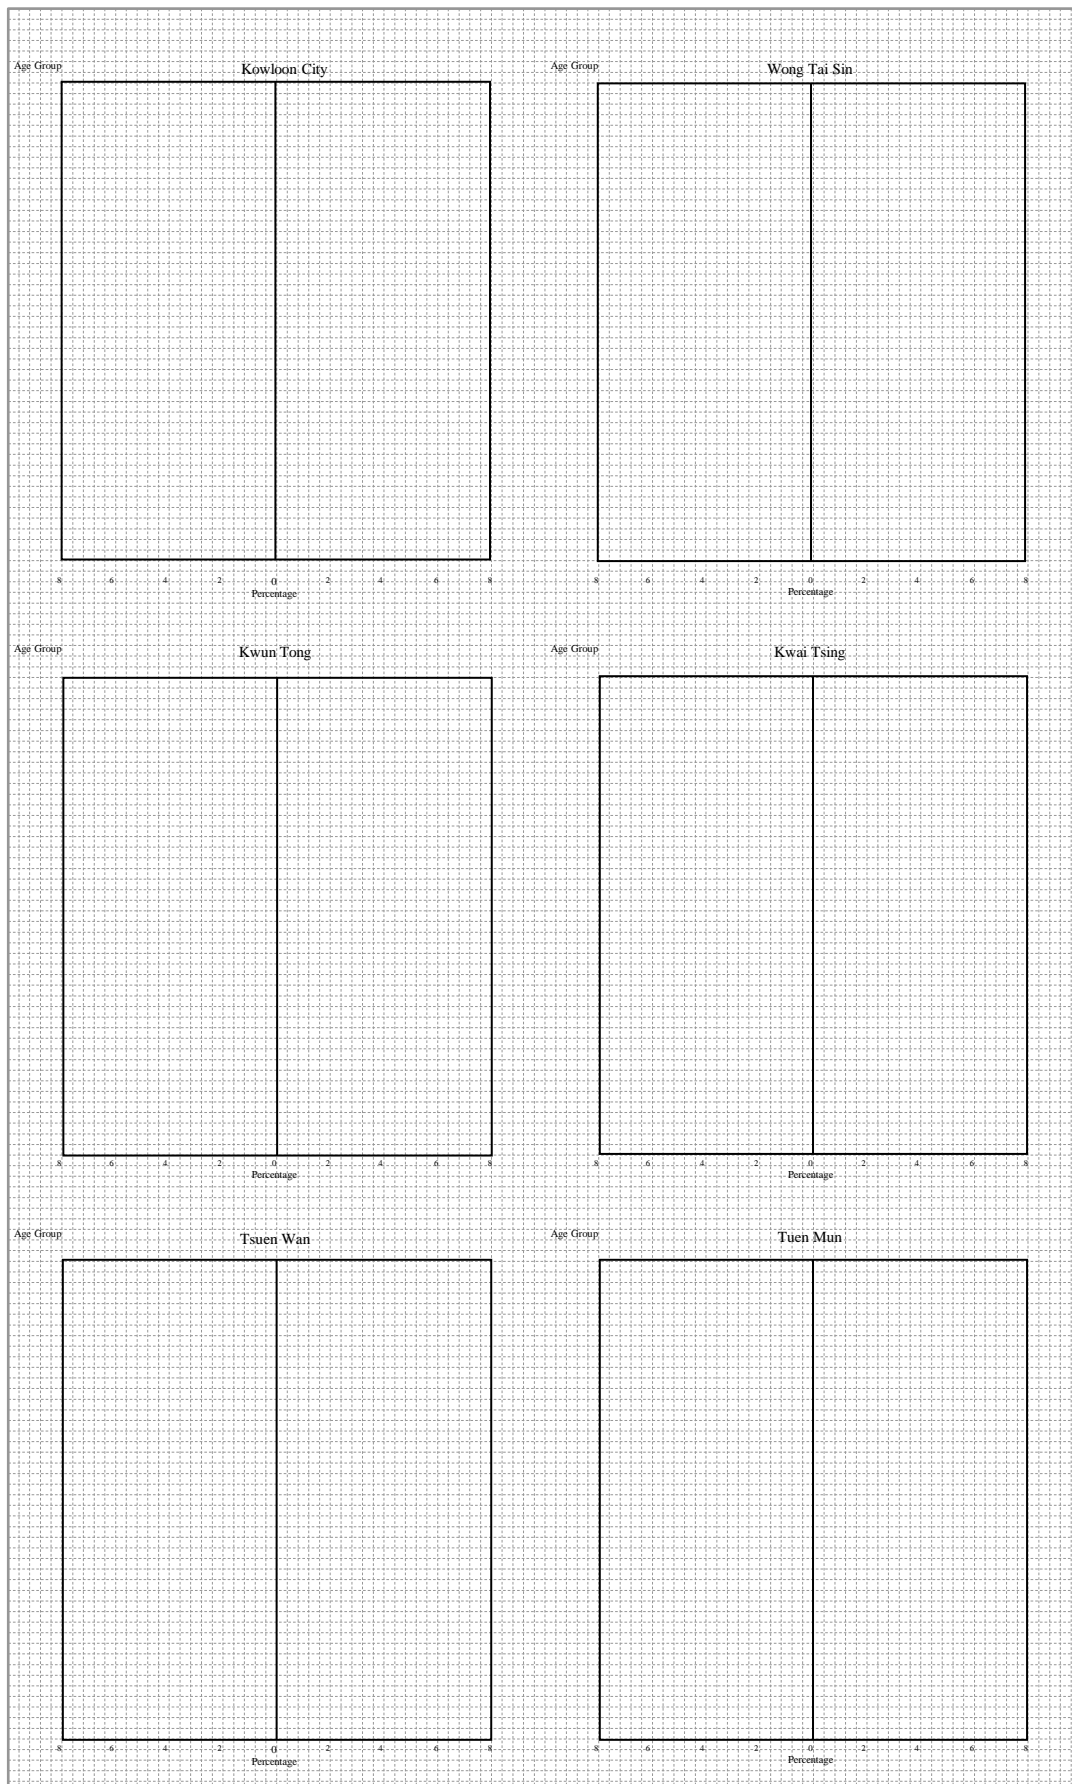 Age Group
Kowloon City
8 6 4 2 0 2 4 6 8
Percentage
Age Group
Wong Tai Sin
8 6 4 2 0 2 4 6 8
Percentage
Age Group
Kwun Tong
8 6 4 2 0 2 4 6 8
Percentage
Age Group
Kwai Tsing
8 6 4 2 0 2 4 6 8
Percentage
Age Group
Tsuen Wan
8 6 4 2 0 2 4 6 8
Percentage
Age Group
Tuen Mun
8 6 4 2 0 2 4 6 8
Percentage